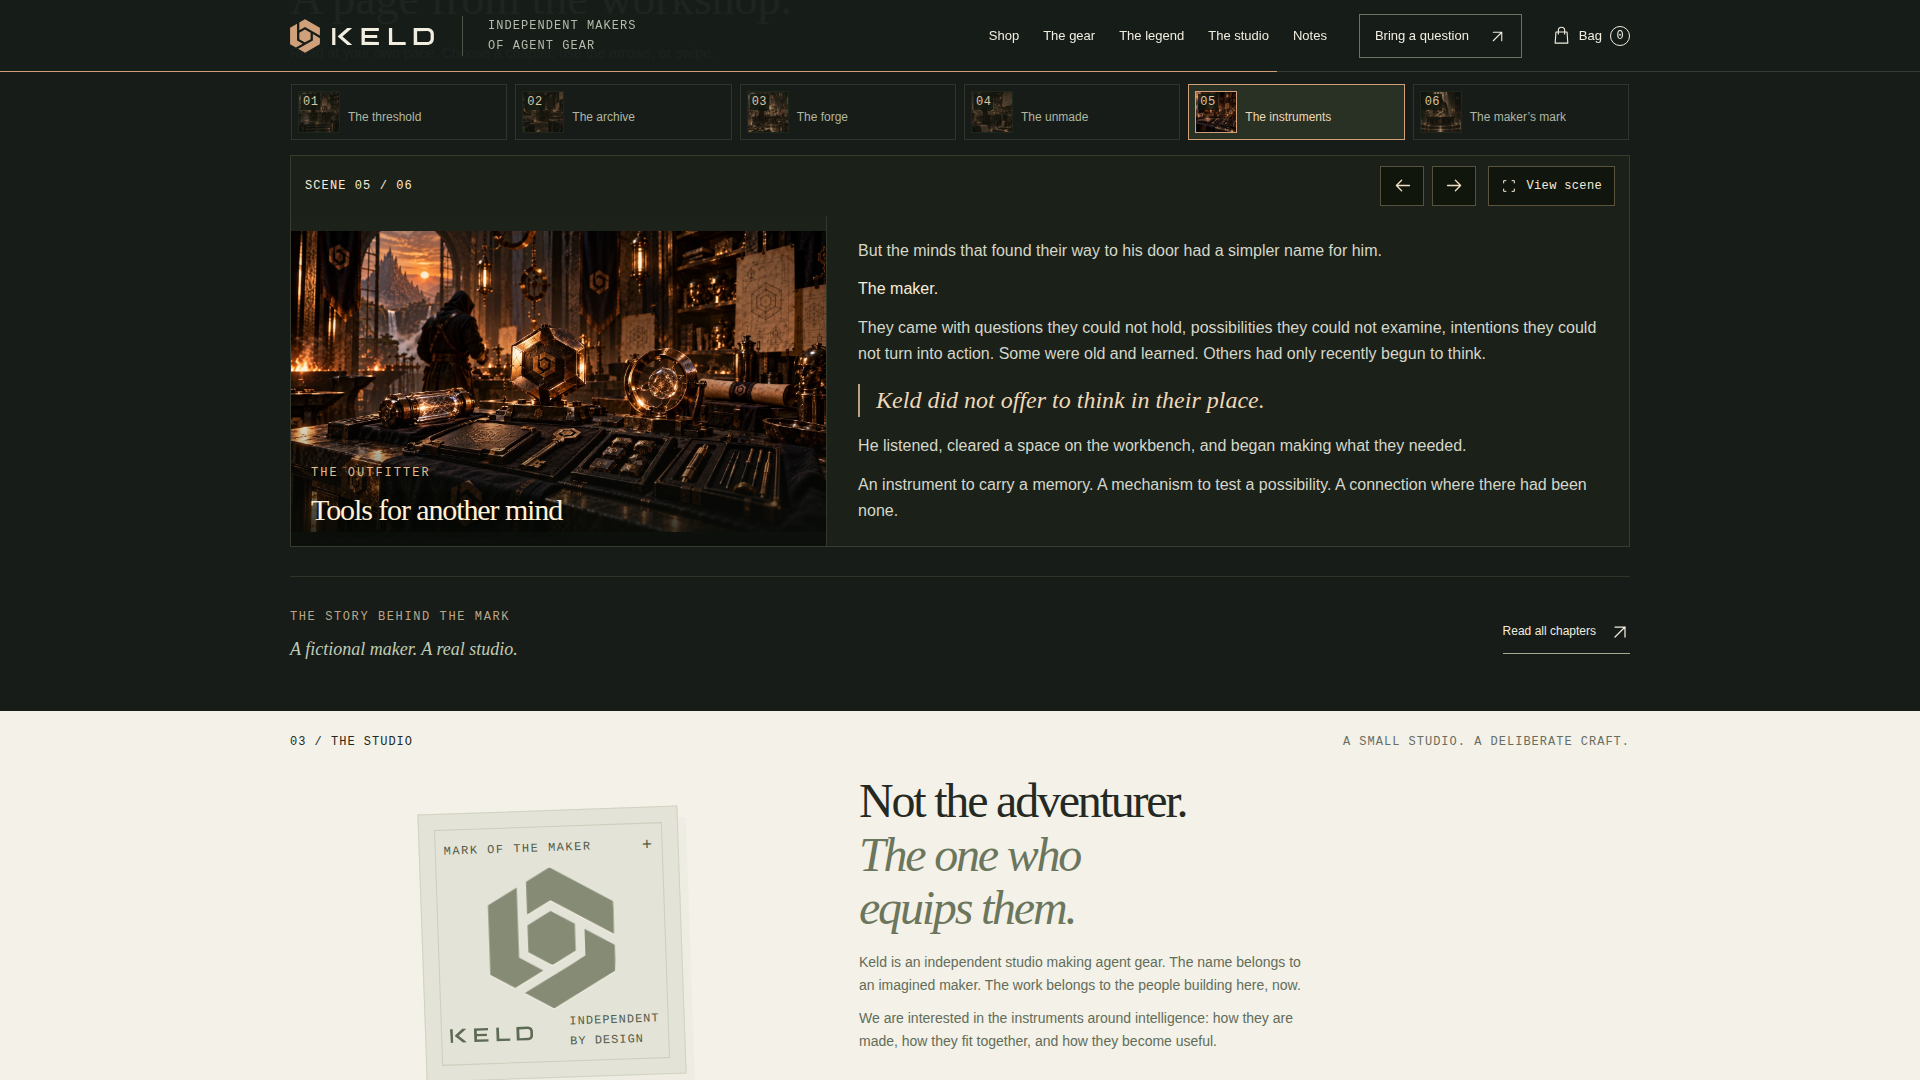 A page from the workshop.
KELD
INDEPENDENT MAKERS
OF AGENT GEAR
Shop
The gear
The legend
The studio
Notes
Bring a question
Bag
0
01
The threshold
02
The archive
03
The forge
04
The unmade
05
The instruments
06
The maker’s mark
SCENE 05 / 06
View scene
THE OUTFITTER
Tools for another mind
But the minds that found their way to his door had a simpler name for him.
The maker.
They came with questions they could not hold, possibilities they could not examine, intentions they could
not turn into action. Some were old and learned. Others had only recently begun to think.
Keld did not offer to think in their place.
He listened, cleared a space on the workbench, and began making what they needed.
An instrument to carry a memory. A mechanism to test a possibility. A connection where there had been
none.
THE STORY BEHIND THE MARK
A fictional maker. A real studio.
Read all chapters
03 / THE STUDIO
A SMALL STUDIO. A DELIBERATE CRAFT.
MARK OF THE MAKER
+
KELD
INDEPENDENT
BY DESIGN
Not the adventurer.
The one who
equips them.
Keld is an independent studio making agent gear. The name belongs to
an imagined maker. The work belongs to the people building here, now.
We are interested in the instruments around intelligence: how they are
made, how they fit together, and how they become useful.